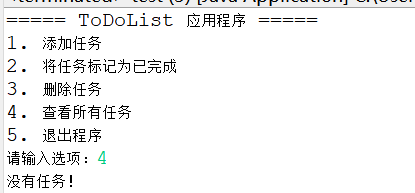 ===== ToDoList 应用程序 =====
1. 添加任务
2. 将任务标记为已完成
3. 删除任务
4. 查看所有任务
5. 退出程序
请输入选项：4
没有任务!